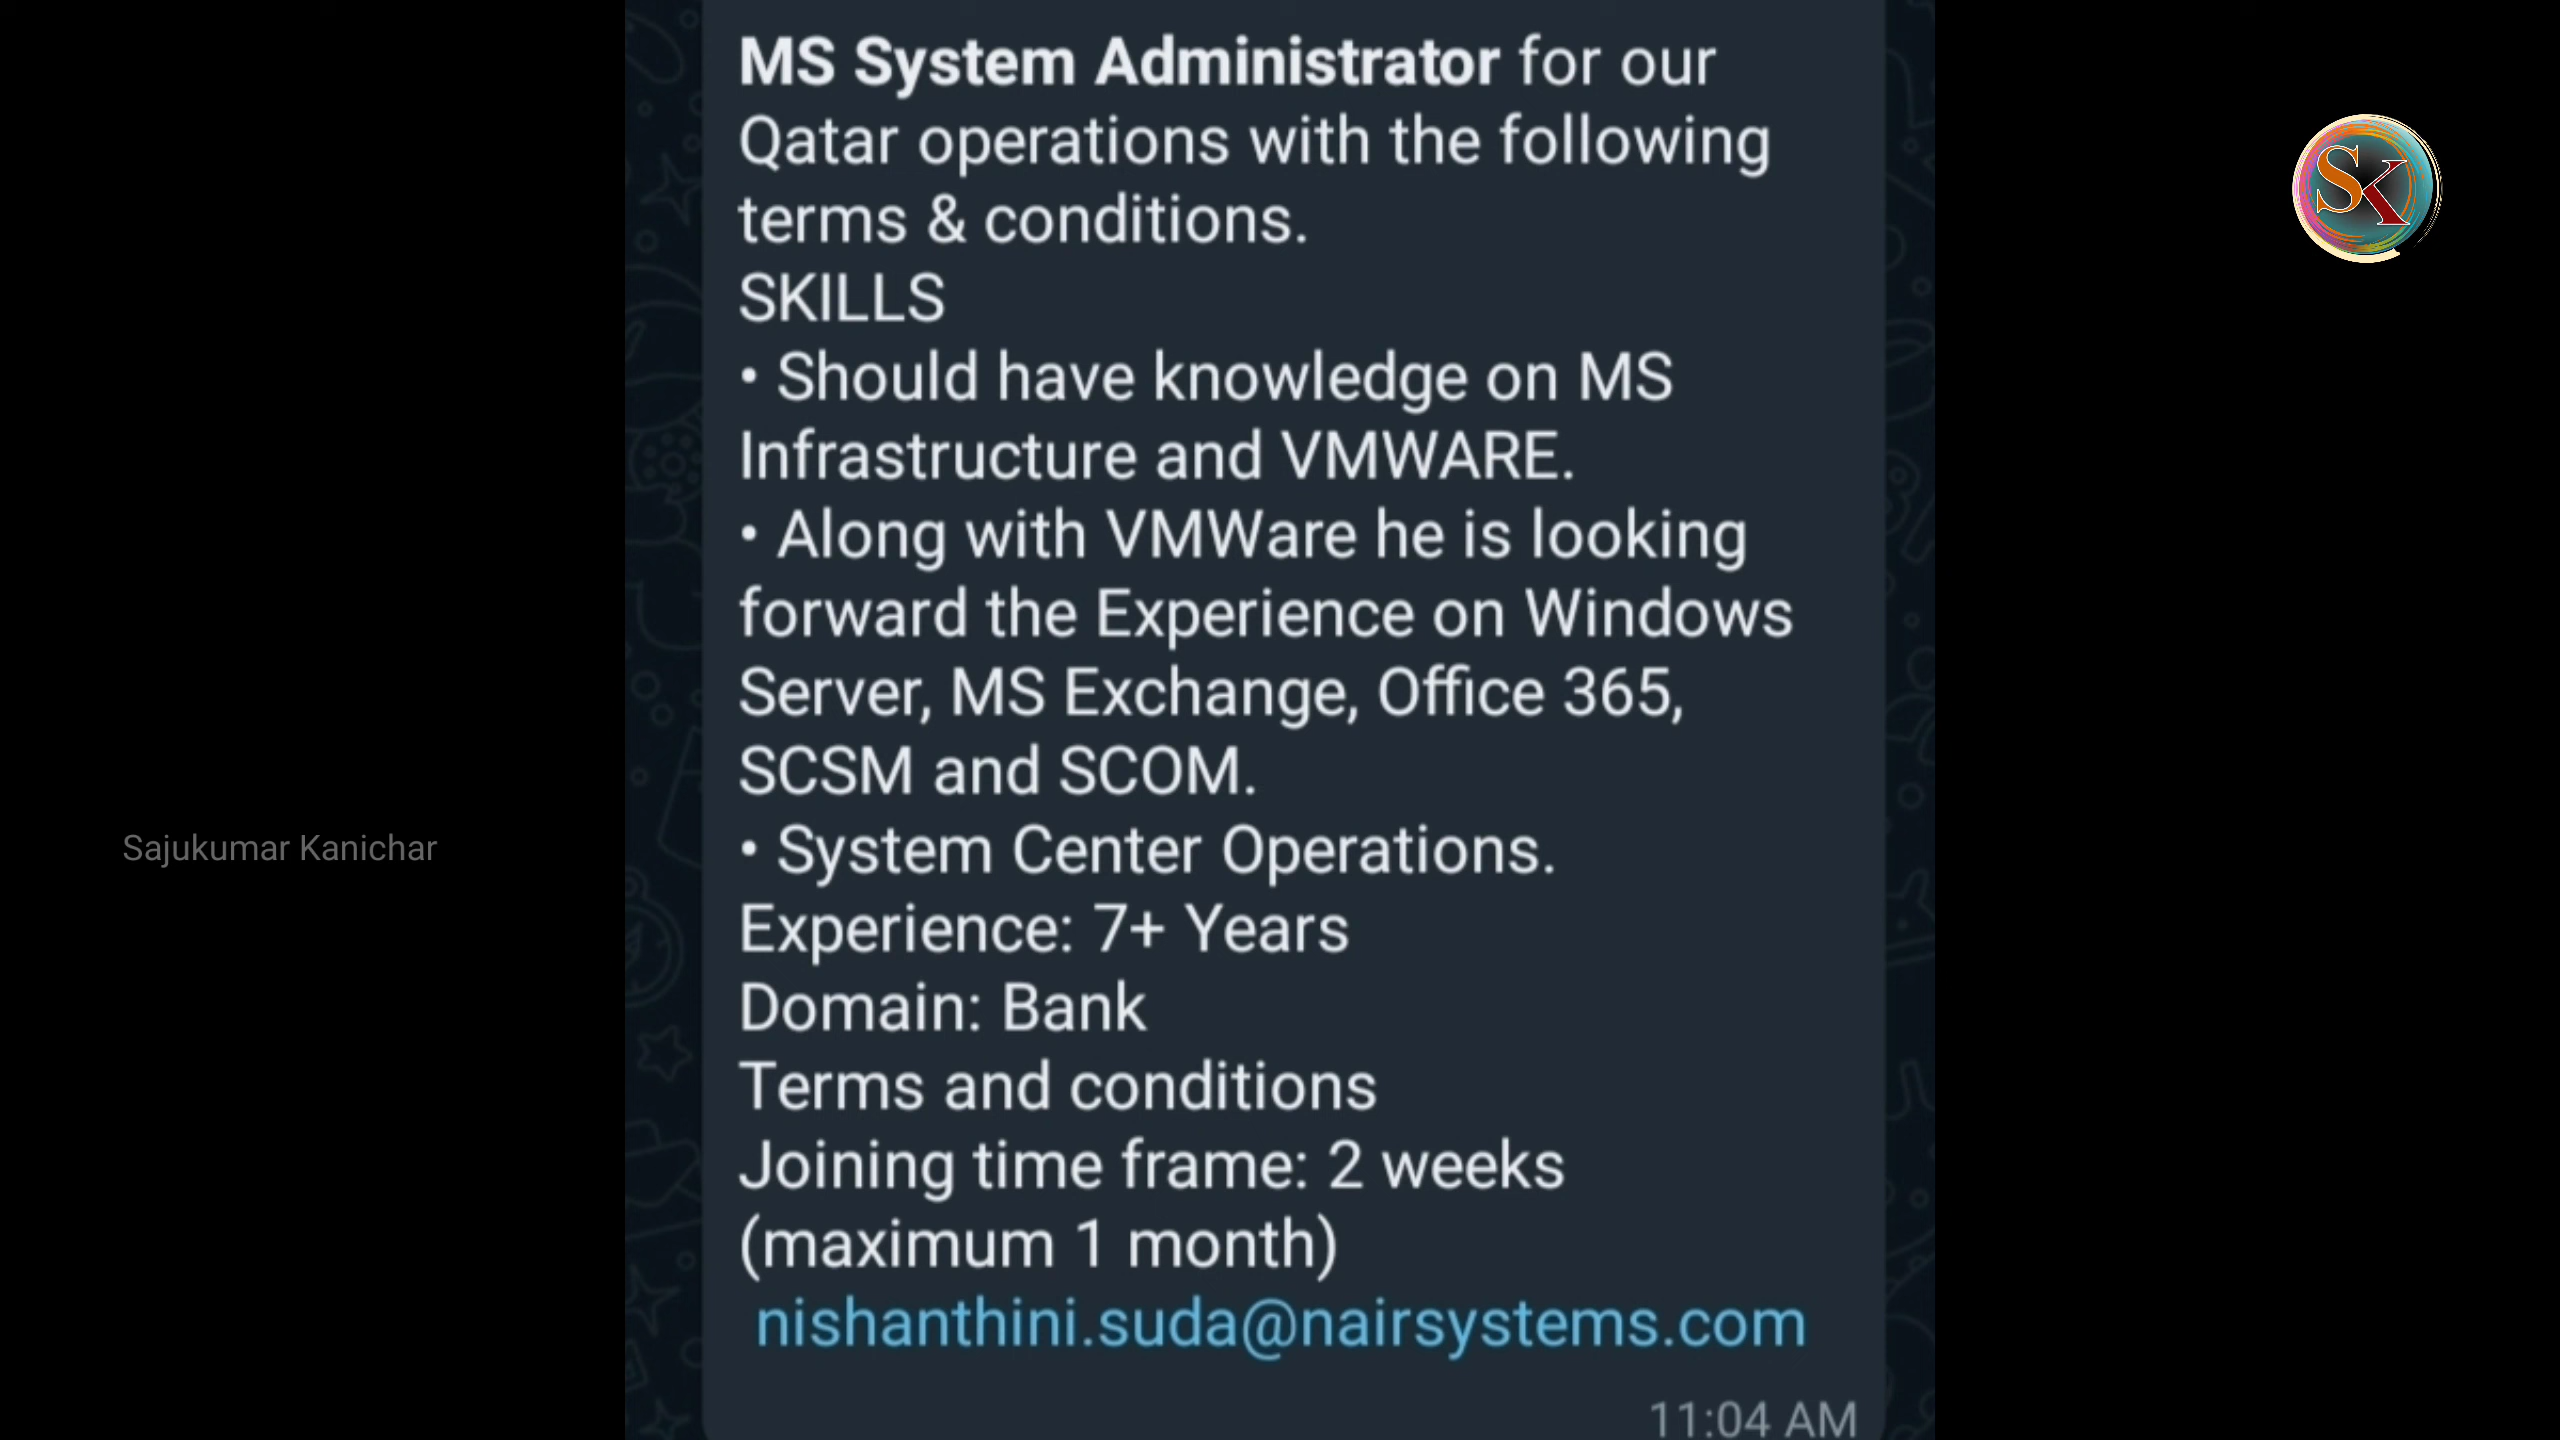 MS System Administrator for our
Qatar operations with the following
terms & conditions.
SKILLS
• Should have knowledge on MS
Infrastructure and VMWARE.
• Along with VMWare he is looking
forward the Experience on Windows
Server, MS Exchange, Office 365,
SCSM and SCOM.
• System Center Operations.
Experience: 7+ Years
Domain: Bank
Terms and conditions
Joining time frame: 2 weeks
(maximum 1 month)
nishanthini.suda@nairsystems.com
11:04 AM
Sajukumar Kanichar
SK